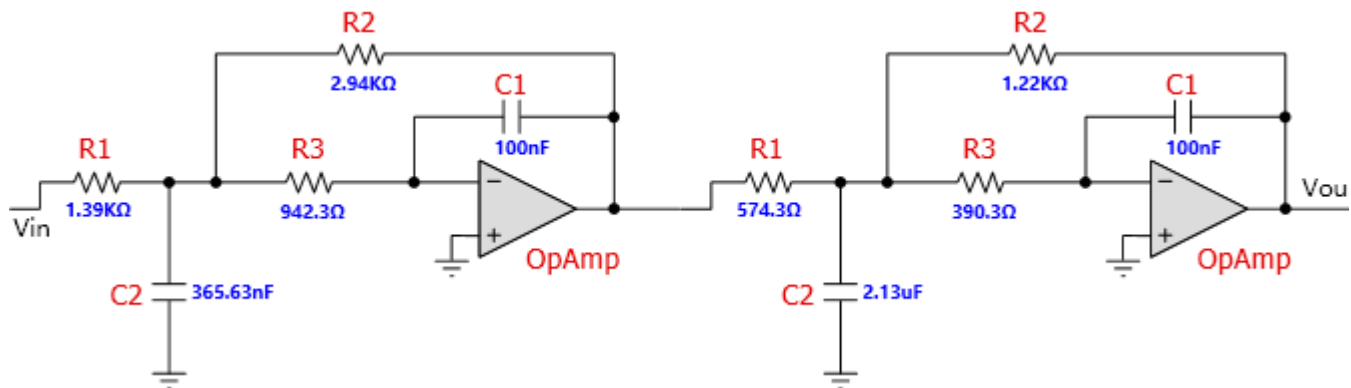 R2
2.94KΩ
C1
100nF
R1
1.39KΩ
R3
942.3Ω
Vin
−
+
OpAmp
C2
365.63nF
R2
1.22KΩ
C1
100nF
R1
574.3Ω
R3
390.3Ω
−
+
OpAmp
Vou
C2
2.13uF